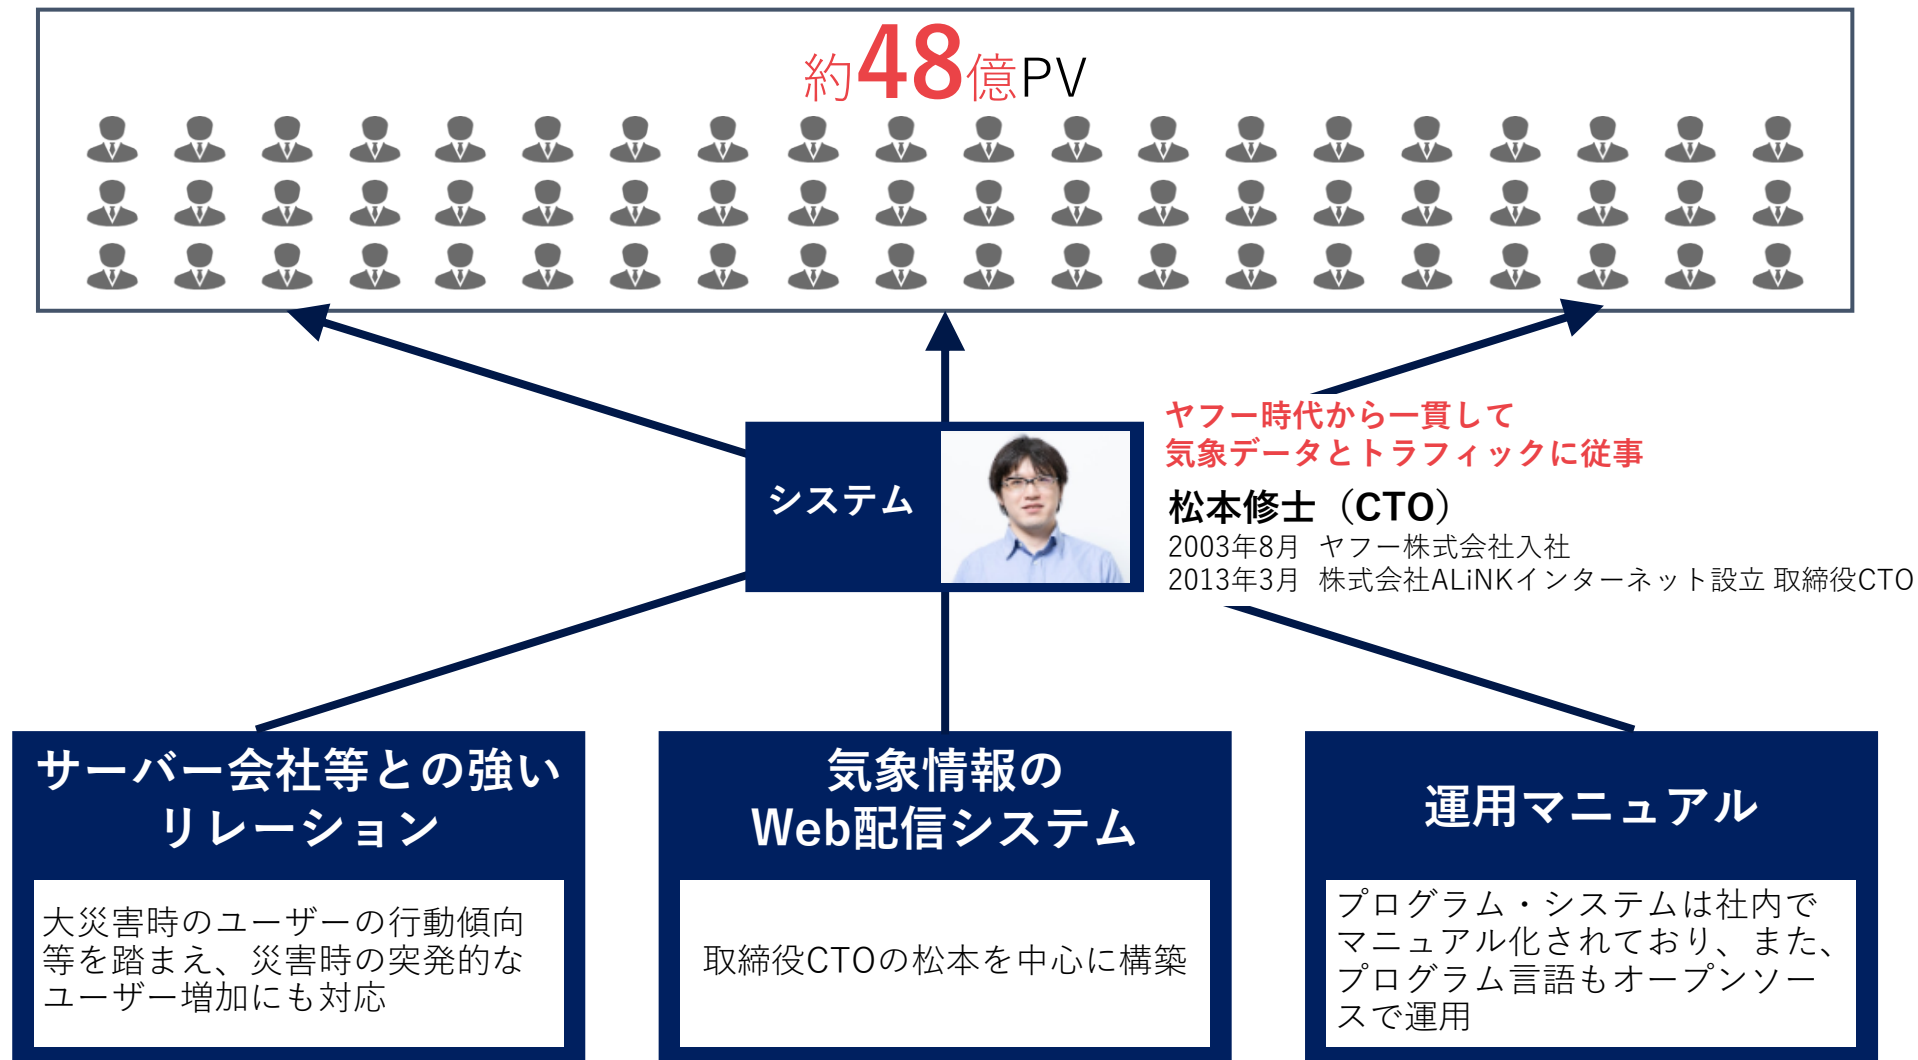 約48億PV
ヤフー時代から一貫して
気象データとトラフィックに従事
システム
松本修士（CTO）
2003年8月 ヤフー株式会社入社
2013年3月 株式会社ALiNKインターネット設立 取締役CTO
サーバー会社等との強い
リレーション
大災害時のユーザーの行動傾向
等を踏まえ、災害時の突発的な
ユーザー増加にも対応
気象情報の
Web配信システム
取締役CTOの松本を中心に構築
運用マニュアル
プログラム・システムは社内で
マニュアル化されており、また、
プログラム言語もオープンソー
スで運用